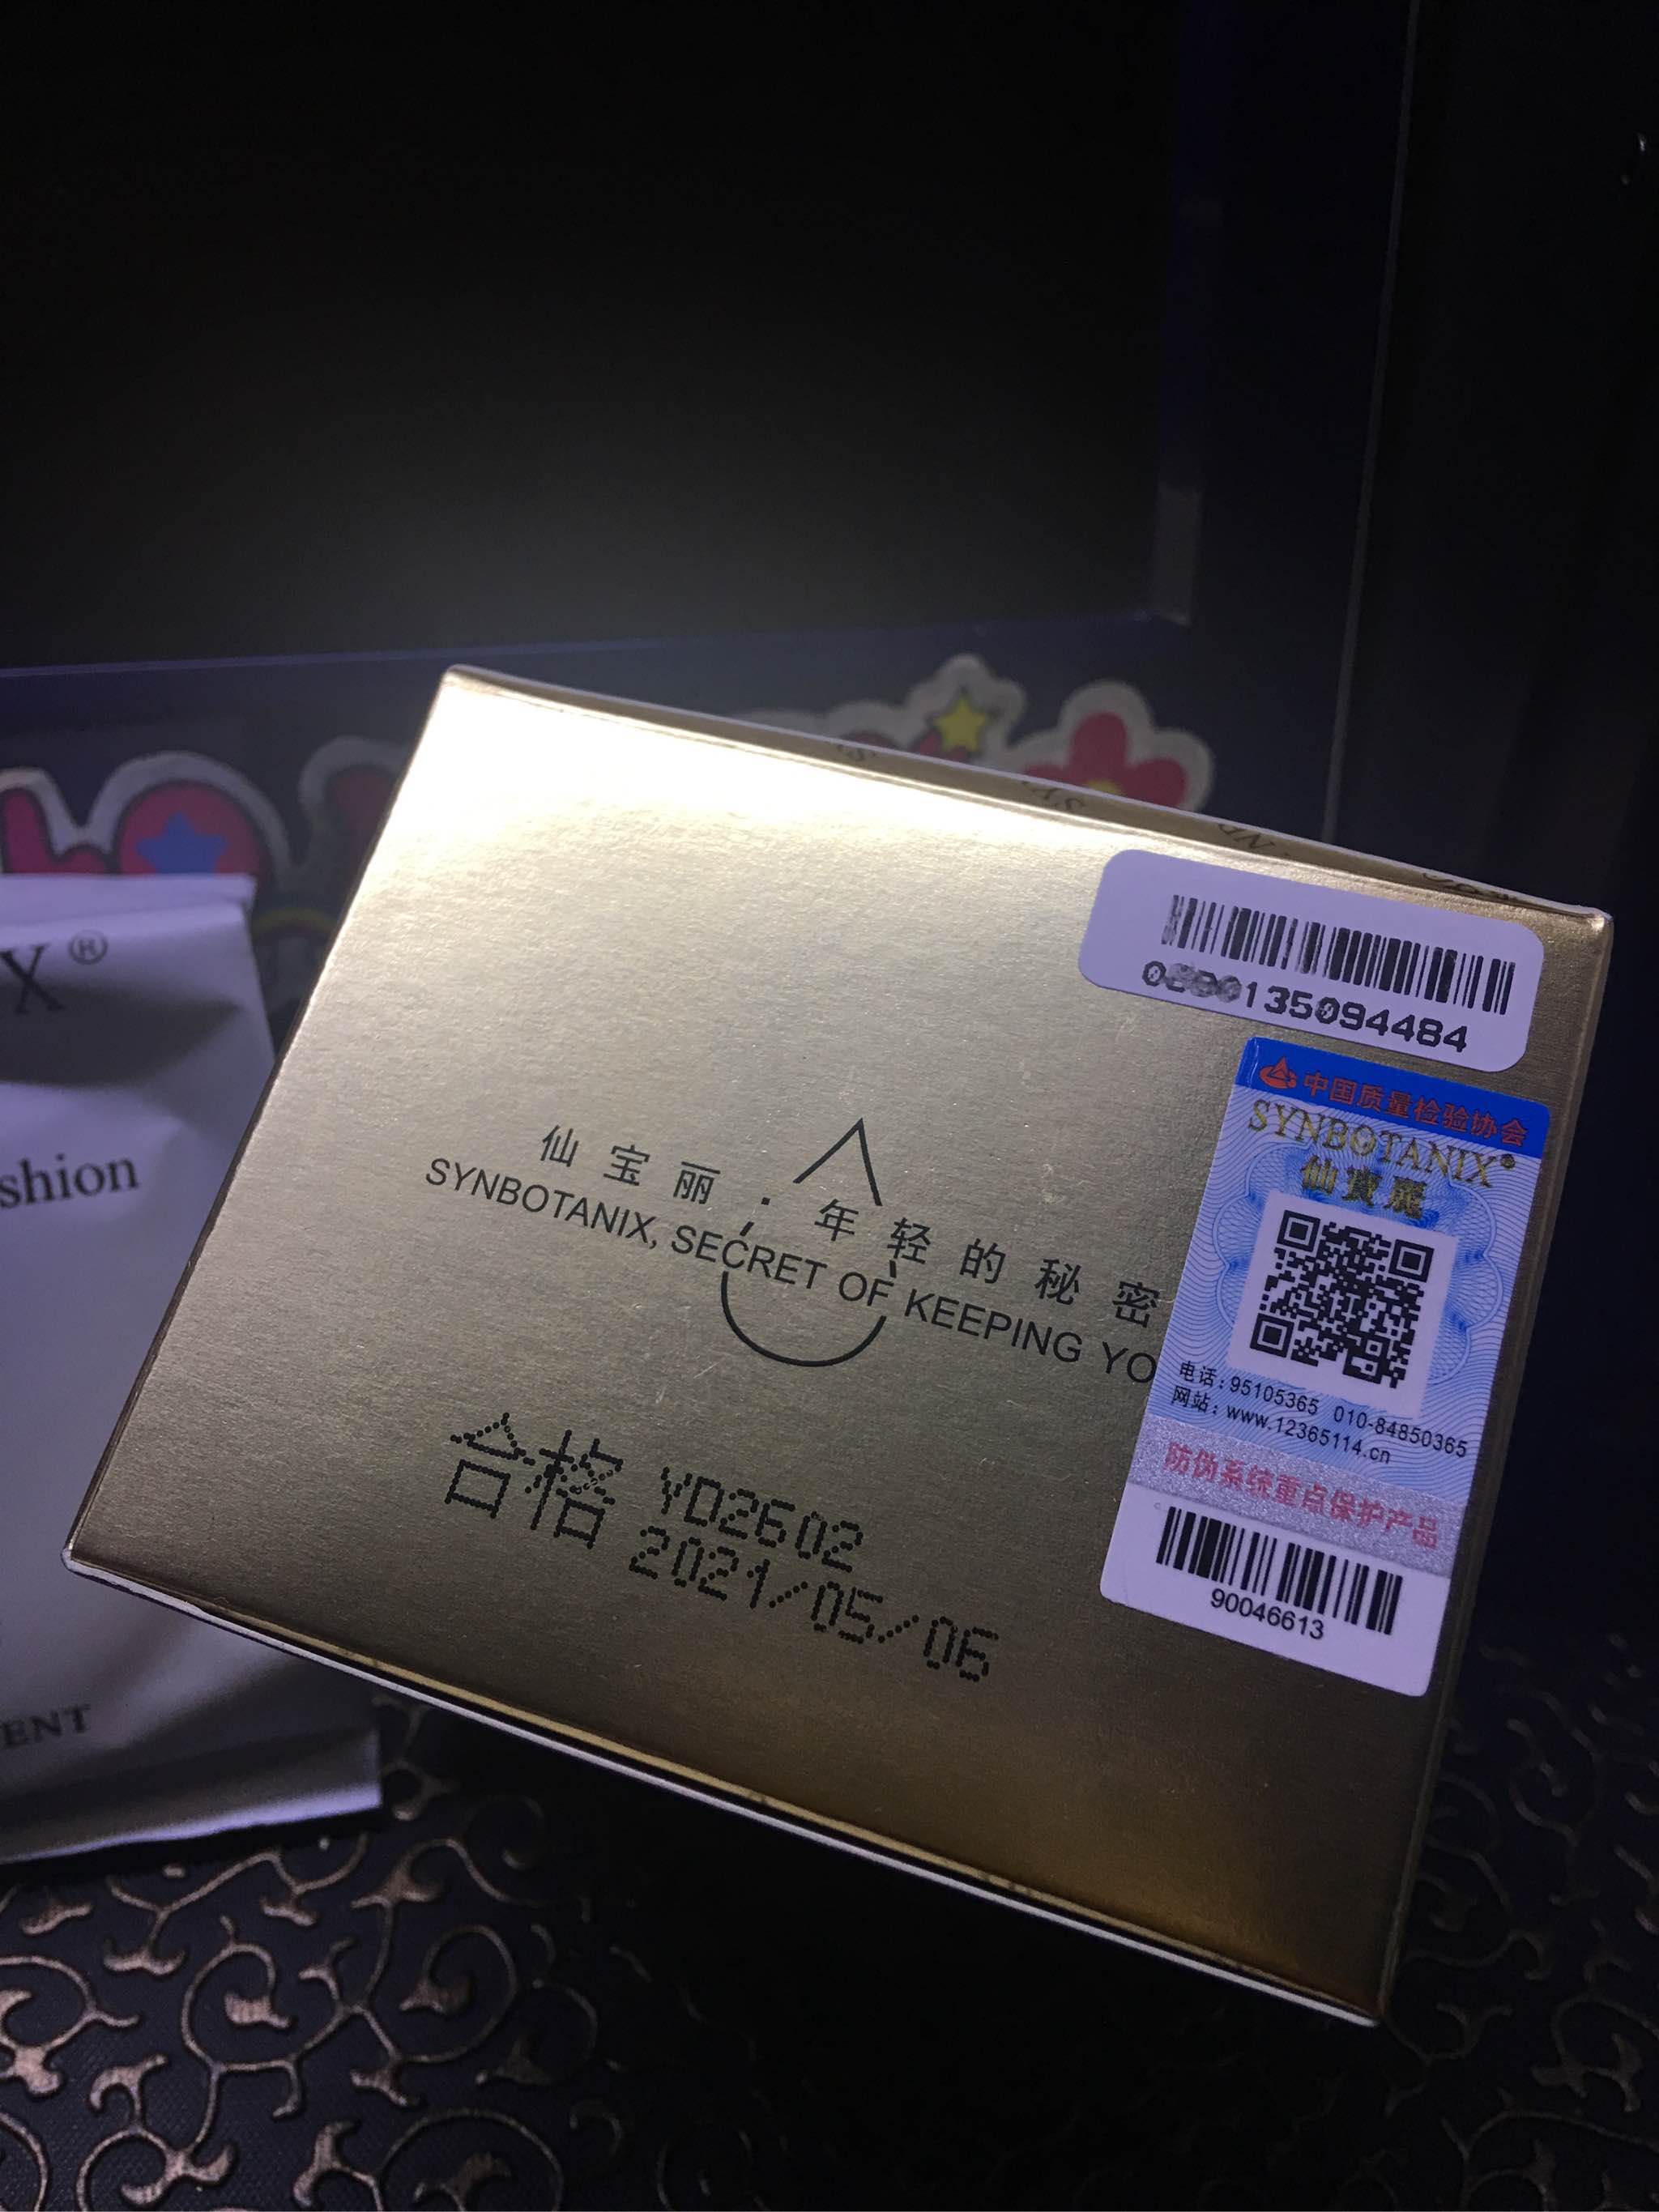 X®
shion
ENT
135094484
仙宝丽·年轻的秘密
SYNBOTANIX, SECRET OF KEEPING YO
合格 YD2602
2021/05/06
中国质量检验协会
SYNBOTANIX®
仙寶麗
电话:95105365 010-84850365
网站:www.12365114.cn
防伪系统重点保护产品
90046613